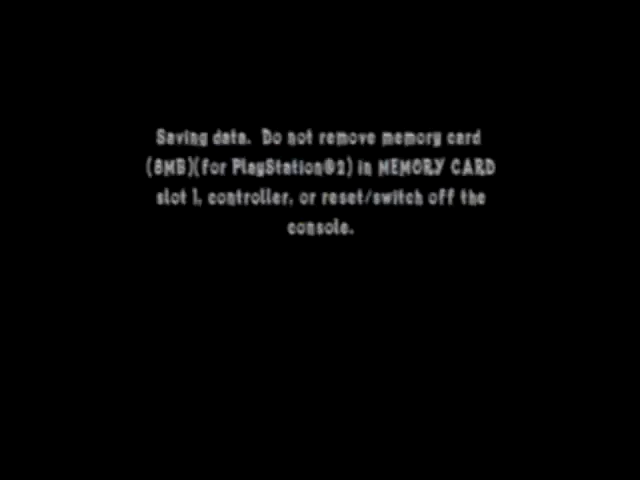 Saving data.  Do not remove memory card
(8MB)(for PlayStation®2) in MEMORY CARD
slot 1, controller, or reset/switch off the
console.